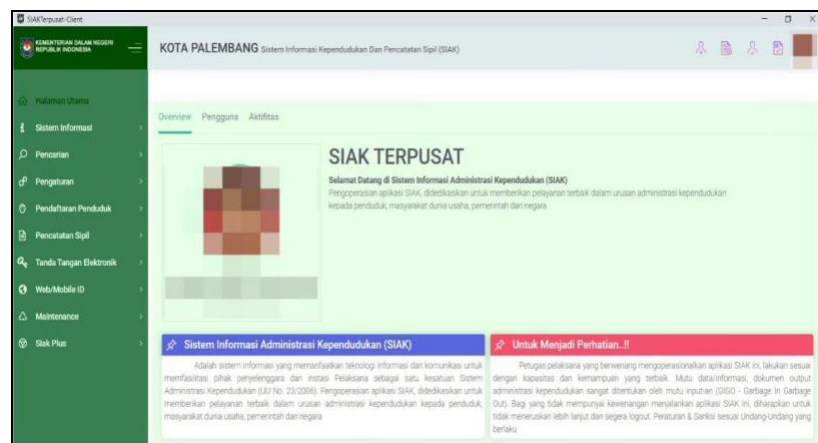 SIAKTerpusat-Client
KEMENTERIAN DALAM NEGERI
REPUBLIK INDONESIA
KOTA PALEMBANG Sistem Informasi Kependudukan Dan Pencatatan Sipil (SIAK)
Halaman Utama
Sistem Informasi
Pencarian
Pengaturan
Pendaftaran Penduduk
Pencatatan Sipil
Tanda Tangan Elektronik
Web/Mobile ID
Maintenance
Siak Plus
Overview Pengguna Aktifitas
SIAK TERPUSAT
Selamat Datang di Sistem Informasi Administrasi Kependudukan (SIAK)
Pengoperasian aplikasi SIAK, didedikasikan untuk memberikan pelayanan terbaik dalam urusan administrasi kependudukan
kepada penduduk, masyarakat dunia usaha, pemerintah dan negara
Sistem Informasi Administrasi Kependudukan (SIAK)
Adalah sistem informasi yang memanfaatkan teknologi informasi dan komunikasi untuk
memfasilitasi pihak penyelenggara dan instasi Pelaksana sebagai satu kesatuan Sistem
Administrasi Kependudukan (UU No. 23/2006). Pengoperasian aplikasi SIAK, didedikasikan untuk
memberikan pelayanan terbaik dalam urusan administrasi kependudukan kepada penduduk,
masyarakat dunia usaha, pemerintah dan negara
Untuk Menjadi Perhatian..!!
Petugas pelaksana yang berwenang mengoperasionalkan aplikasi SIAK ini, lakukan sesuai
dengan kapasitas dan kemampuan yang terbaik. Mutu data/informasi, dokumen output
administrasi kependudukan sangat ditentukan oleh mutu input-an (GIGO - Garbage In Garbage
Out). Bagi yang tidak mempunyai kewenangan menjalankan aplikasi SIAK ini, diharapkan untuk
tidak meneruskan lebih lanjut dan segera logout. Peraturan & Sanksi sesuai Undang-Undang yang
berlaku